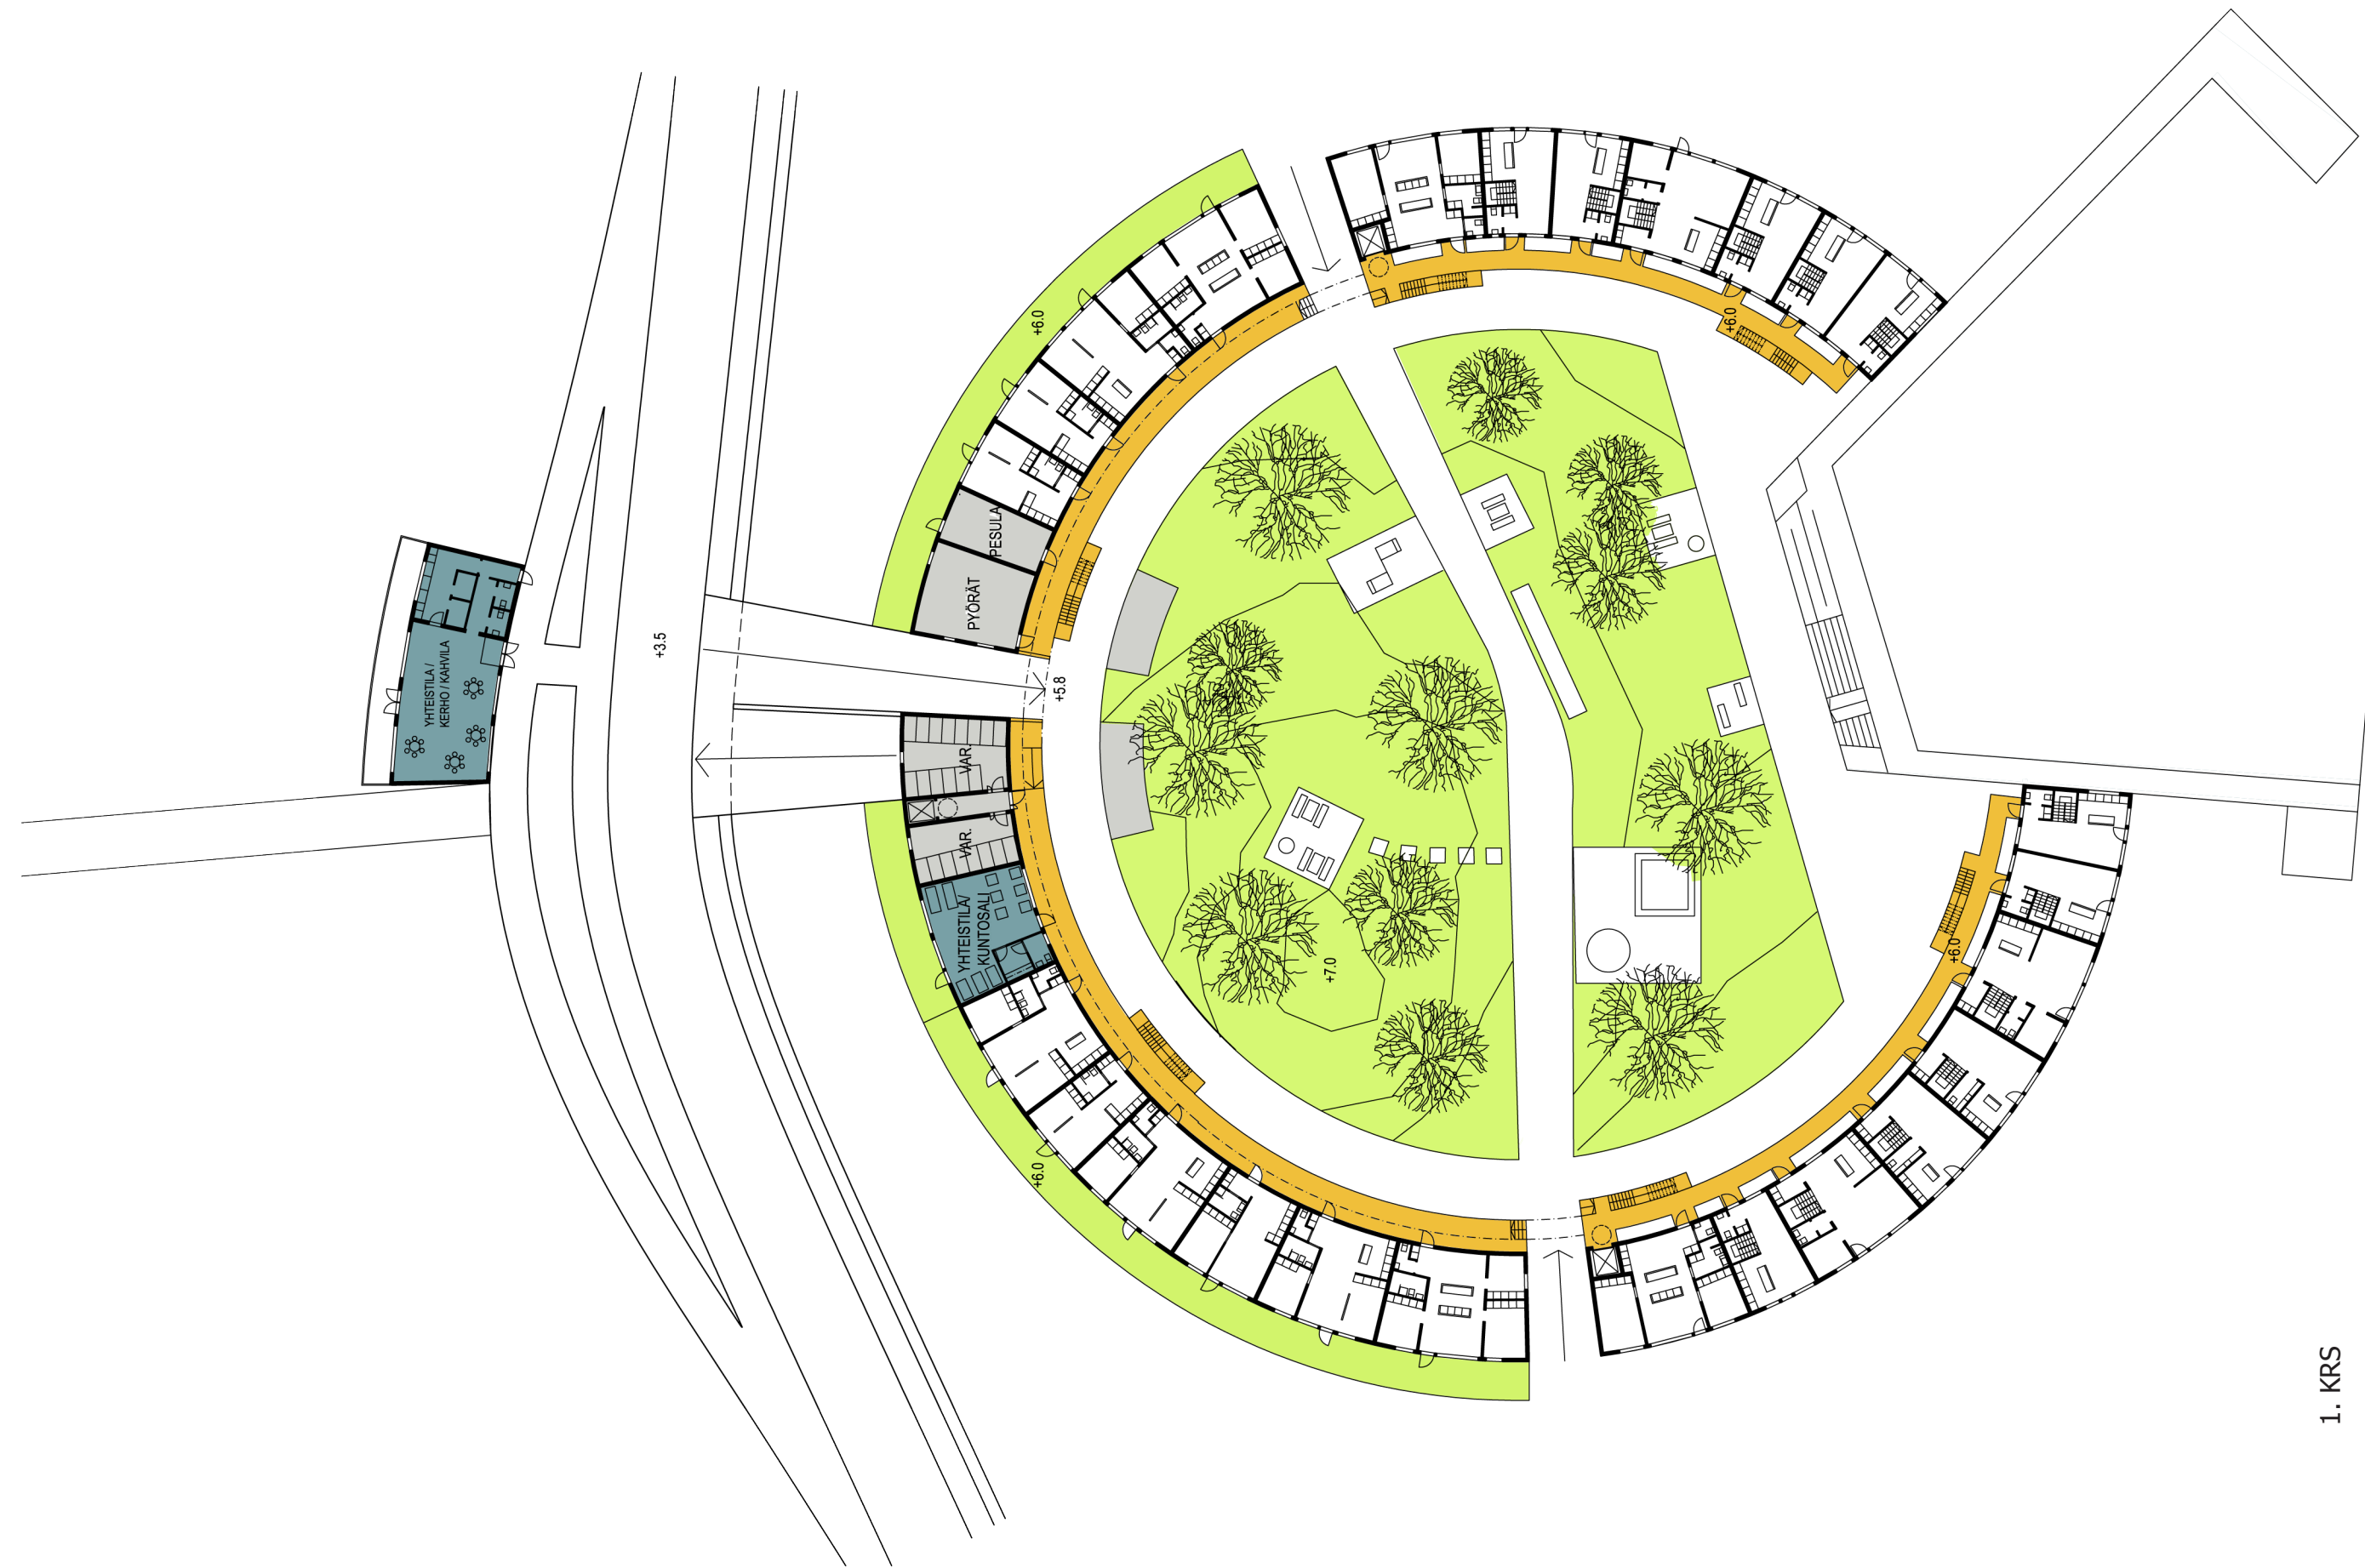 YHTEISTILA /
KERHO / KAHVILA
+3.5
+6.0
PESULA
PYÖRÄT
+5.8
VAR.
VAR.
YHTEISTILA/
KUNTOSALI
+6.0
+7.0
+6.0
+6.0
1. KRS